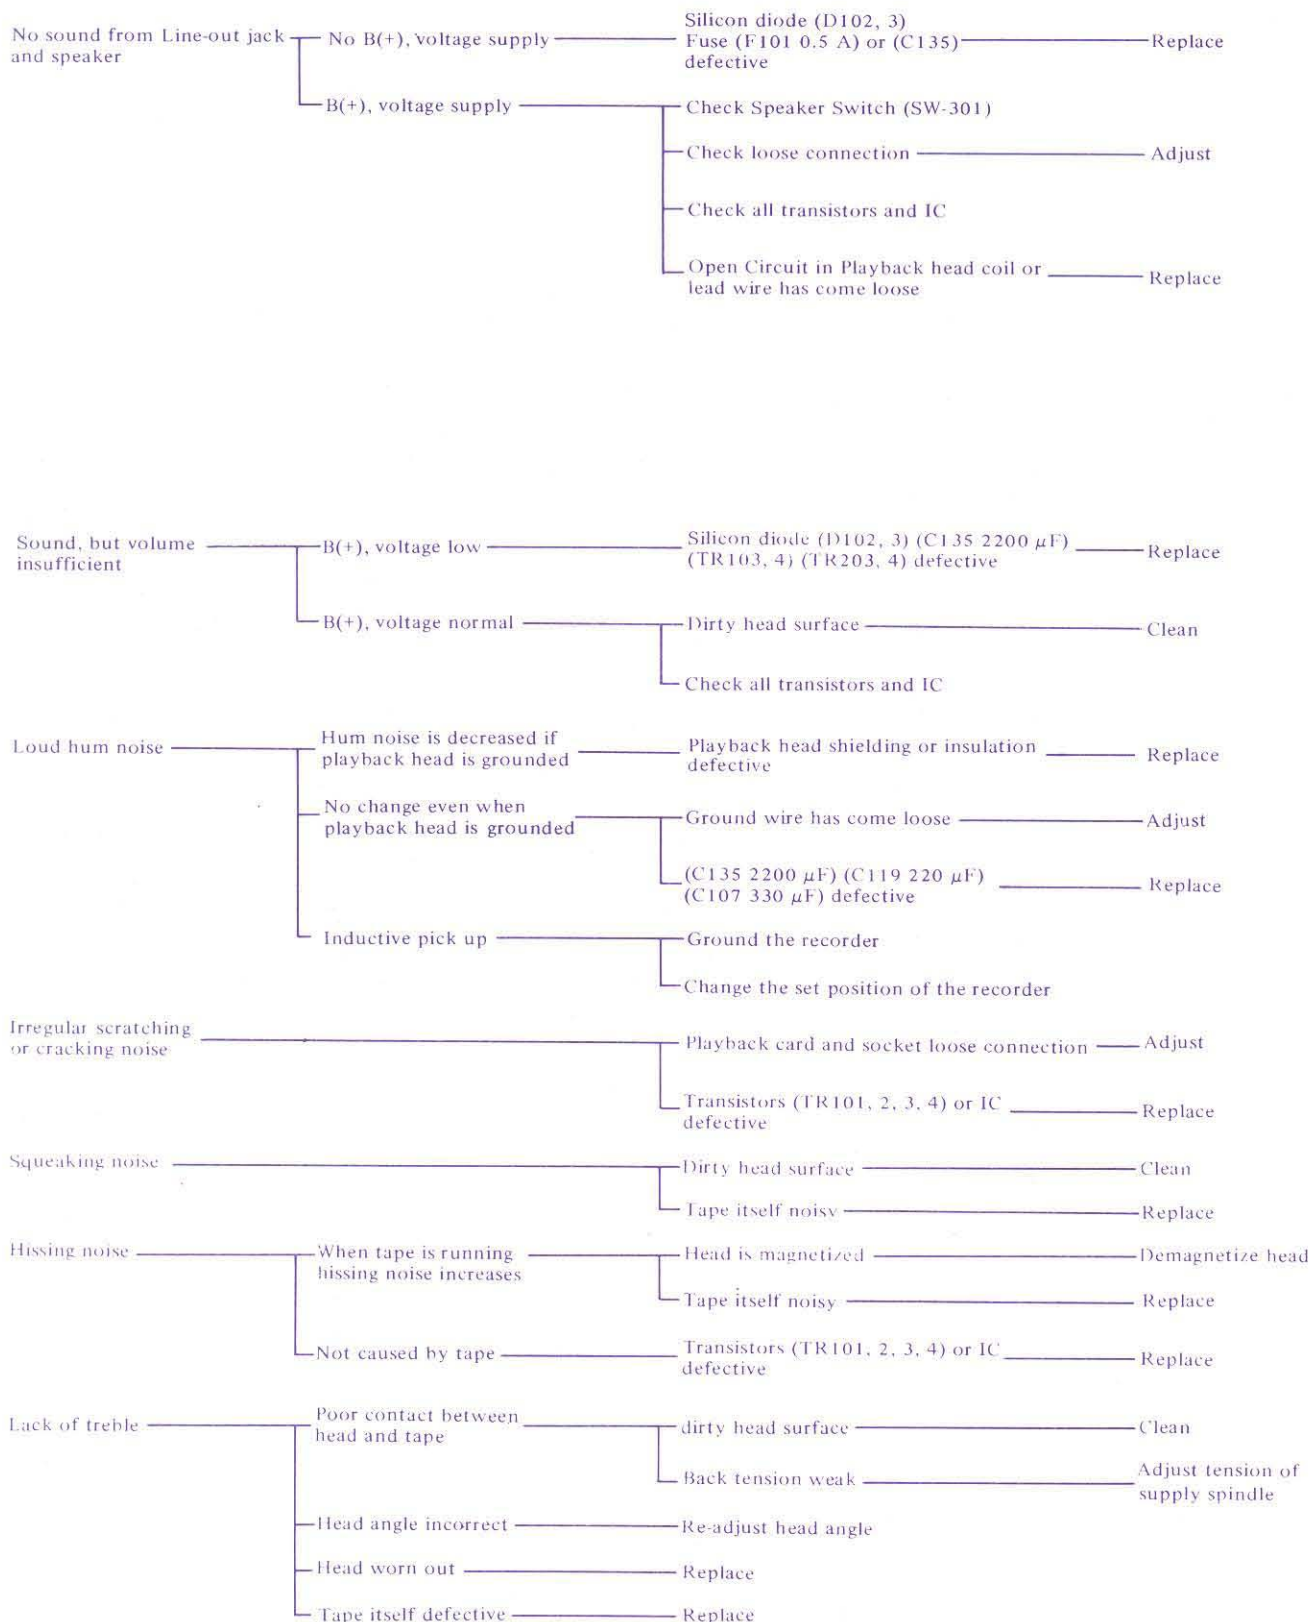 No sound from Line-out jack
and speaker
No B(+), voltage supply
Silicon diode (D102, 3)
Fuse (F101 0.5 A) or (C135)
defective
Replace
B(+), voltage supply
Check Speaker Switch (SW-301)
Check loose connection
Adjust
Check all transistors and IC
Open Circuit in Playback head coil or
lead wire has come loose
Replace
Sound, but volume
insufficient
B(+), voltage low
Silicon diode (D102, 3) (C135 2200 μF)
(TR103, 4) (TR203, 4) defective
Replace
B(+), voltage normal
Dirty head surface
Clean
Check all transistors and IC
Loud hum noise
Hum noise is decreased if
playback head is grounded
Playback head shielding or insulation
defective
Replace
No change even when
playback head is grounded
Ground wire has come loose
Adjust
(C135 2200 μF) (C119 220 μF)
(C107 330 μF) defective
Replace
Inductive pick up
Ground the recorder
Change the set position of the recorder
Irregular scratching
or cracking noise
Playback card and socket loose connection
Adjust
Transistors (TR101, 2, 3, 4) or IC
defective
Replace
Squeaking noise
Dirty head surface
Clean
Tape itself noisy
Replace
Hissing noise
When tape is running
hissing noise increases
Head is magnetized
Demagnetize head
Tape itself noisy
Replace
Not caused by tape
Transistors (TR101, 2, 3, 4) or IC
defective
Replace
Lack of treble
Poor contact between
head and tape
dirty head surface
Clean
Back tension weak
Adjust tension of
supply spindle
Head angle incorrect
Re-adjust head angle
Head worn out
Replace
Tape itself defective
Replace